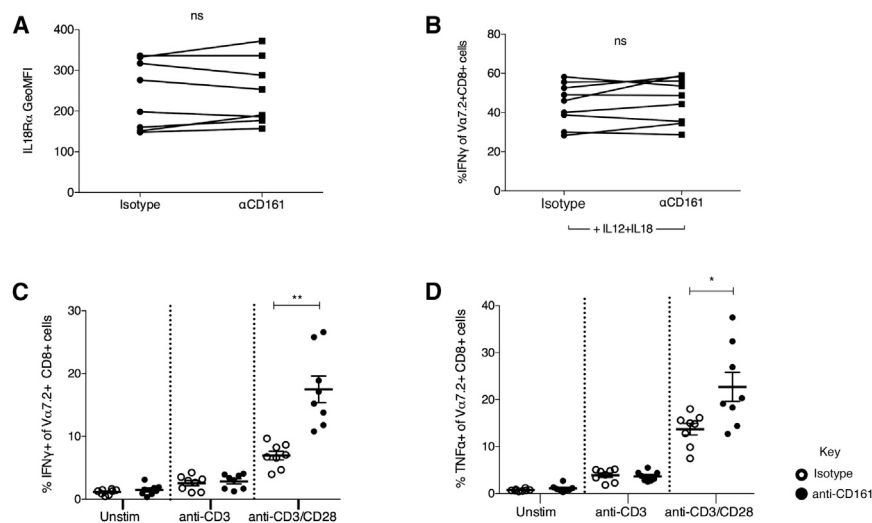 A
ns
400
300
200
100
0
IL18Rα GeoMFI
Isotype
αCD161
B
ns
80
60
40
20
0
%IFNγ of Vα7.2+CD8+ cells
Isotype
αCD161
+ IL12+IL18
C
**
30
20
10
0
% IFNγ+ of Vα7.2+ CD8+ cells
Unstim
anti-CD3
anti-CD3/CD28
D
*
40
30
20
10
0
% TNFα+ of Vα7.2+ CD8+ cells
Unstim
anti-CD3
anti-CD3/CD28
Key
Isotype
anti-CD161